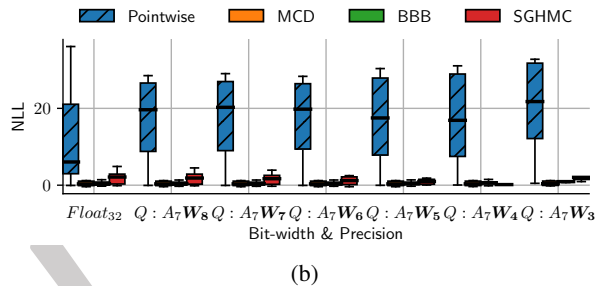 Pointwise MCD BBB SGHMC
NLL
20
0
Float32 Q : A7W8 Q : A7W7 Q : A7W6 Q : A7W5 Q : A7W4 Q : A7W3
Bit-width & Precision
(b)